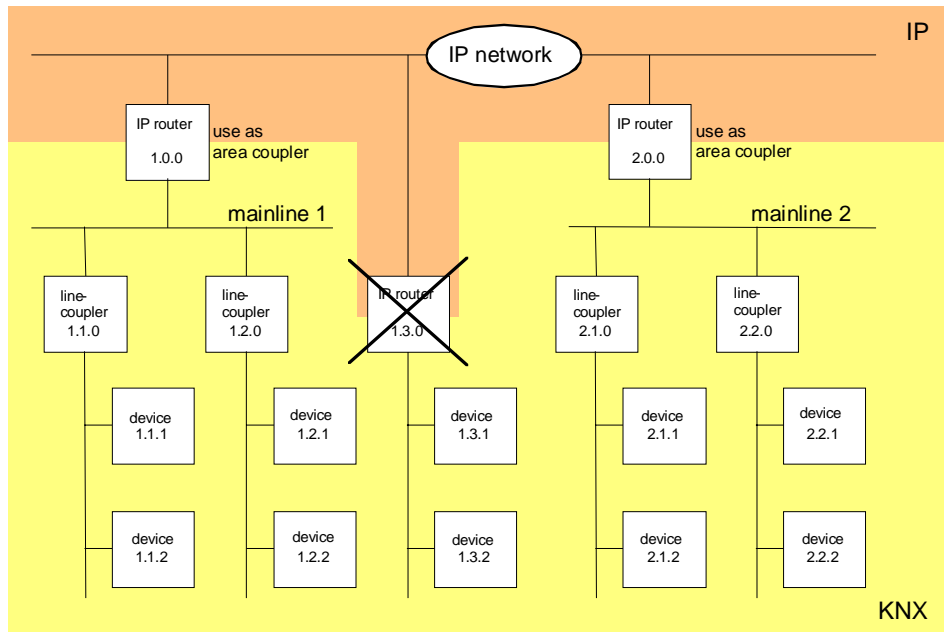 IP
IP network
IP router
1.0.0
use as
area coupler
IP router
2.0.0
use as
area coupler
mainline 1
mainline 2
line-
coupler
1.1.0
line-
coupler
1.2.0
IP router
1.3.0
line-
coupler
2.1.0
line-
coupler
2.2.0
device
1.1.1
device
1.2.1
device
1.3.1
device
2.1.1
device
2.2.1
device
1.1.2
device
1.2.2
device
1.3.2
device
2.1.2
device
2.2.2
KNX